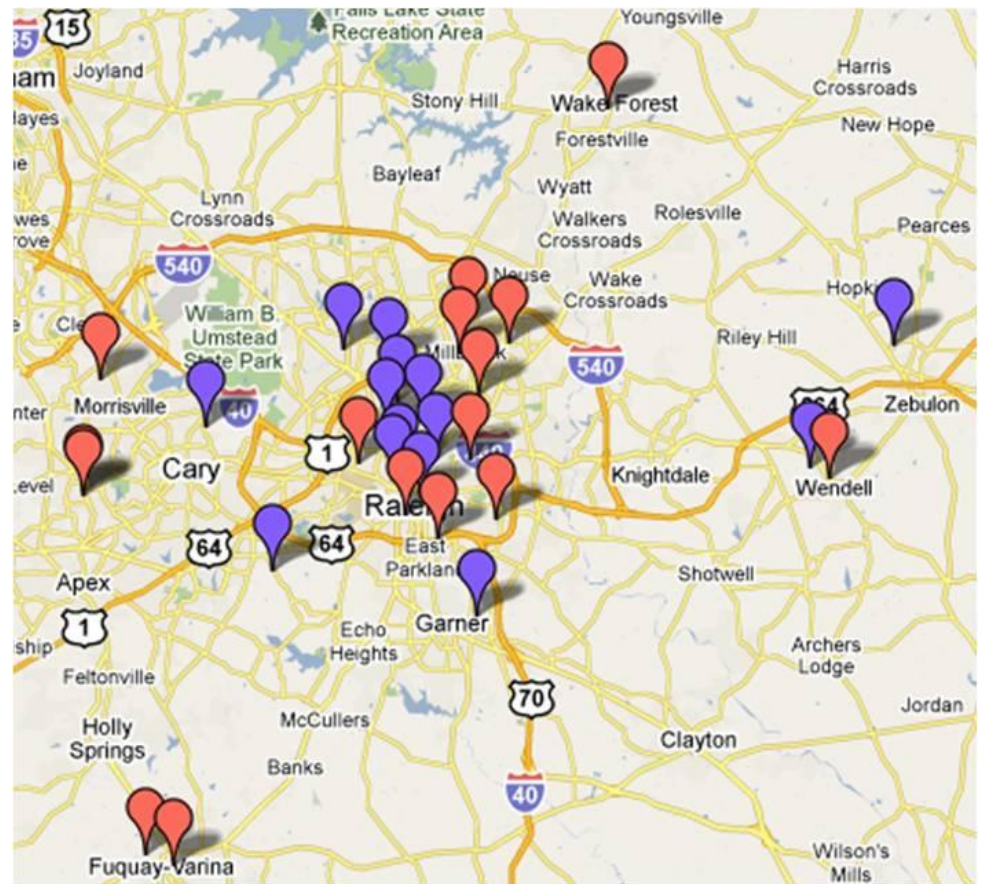 Falls Lake State
Recreation Area
Youngsville
15
85
Joyland
Harris
Crossroads
Stony Hill
Wake Forest
New Hope
Forestville
Bayleaf
Wyatt
Lynn
Crossroads
Walkers
Crossroads
Rolesville
Pearces
540
Neuse
Wake
Crossroads
William B.
Umstead
State Park
Riley Hill
540
40
Morrisville
Zebulon
1
Cary
Knightdale
Wendell
64
64
East
Apex
Shotwell
1
Garner
Echo
Heights
Archers
Lodge
Feltonville
70
Jordan
McCullers
Holly
Springs
Clayton
Banks
40
Fuquay-Varina
Wilson's
Mills